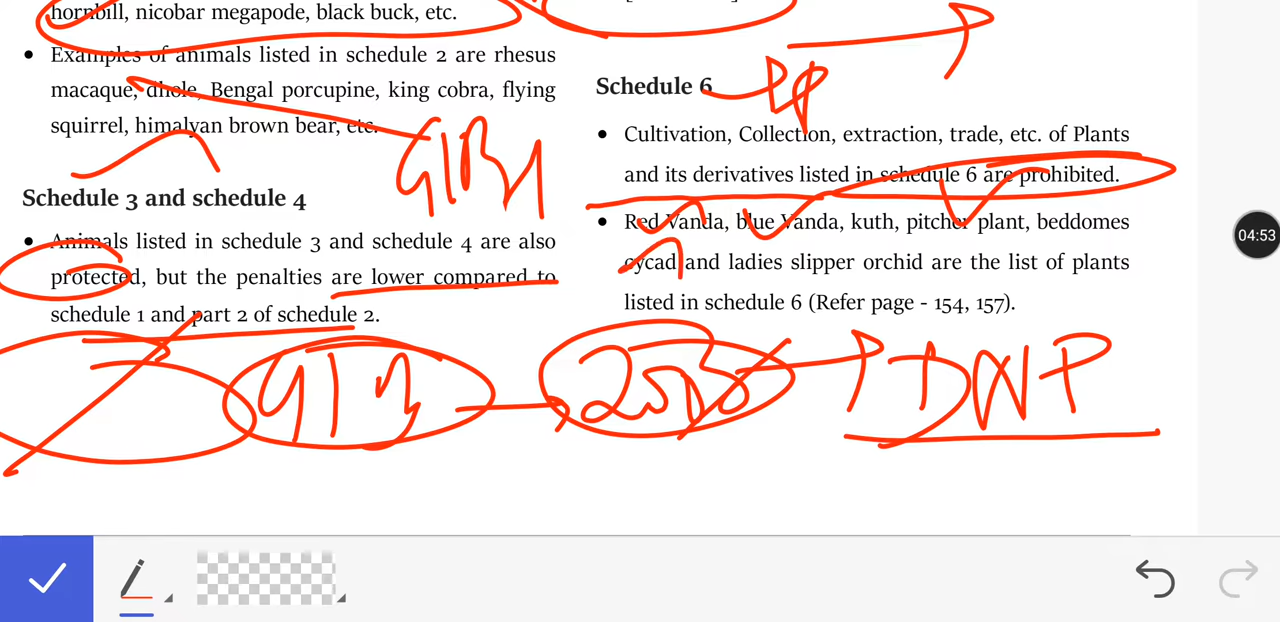 hornbill, nicobar megapode, black buck, etc.
Examples of animals listed in schedule 2 are rhesus
macaque, dhole, Bengal porcupine, king cobra, flying
squirrel, himalyan brown bear, etc.
Schedule 3 and schedule 4
Animals listed in schedule 3 and schedule 4 are also
protected, but the penalties are lower compared to
schedule 1 and part 2 of schedule 2.
Schedule 6
Cultivation, Collection, extraction, trade, etc. of Plants
and its derivatives listed in schedule 6 are prohibited.
Red Vanda, blue Vanda, kuth, pitcher plant, beddomes
cycad and ladies slipper orchid are the list of plants
listed in schedule 6 (Refer page - 154, 157).
DNP
04:53